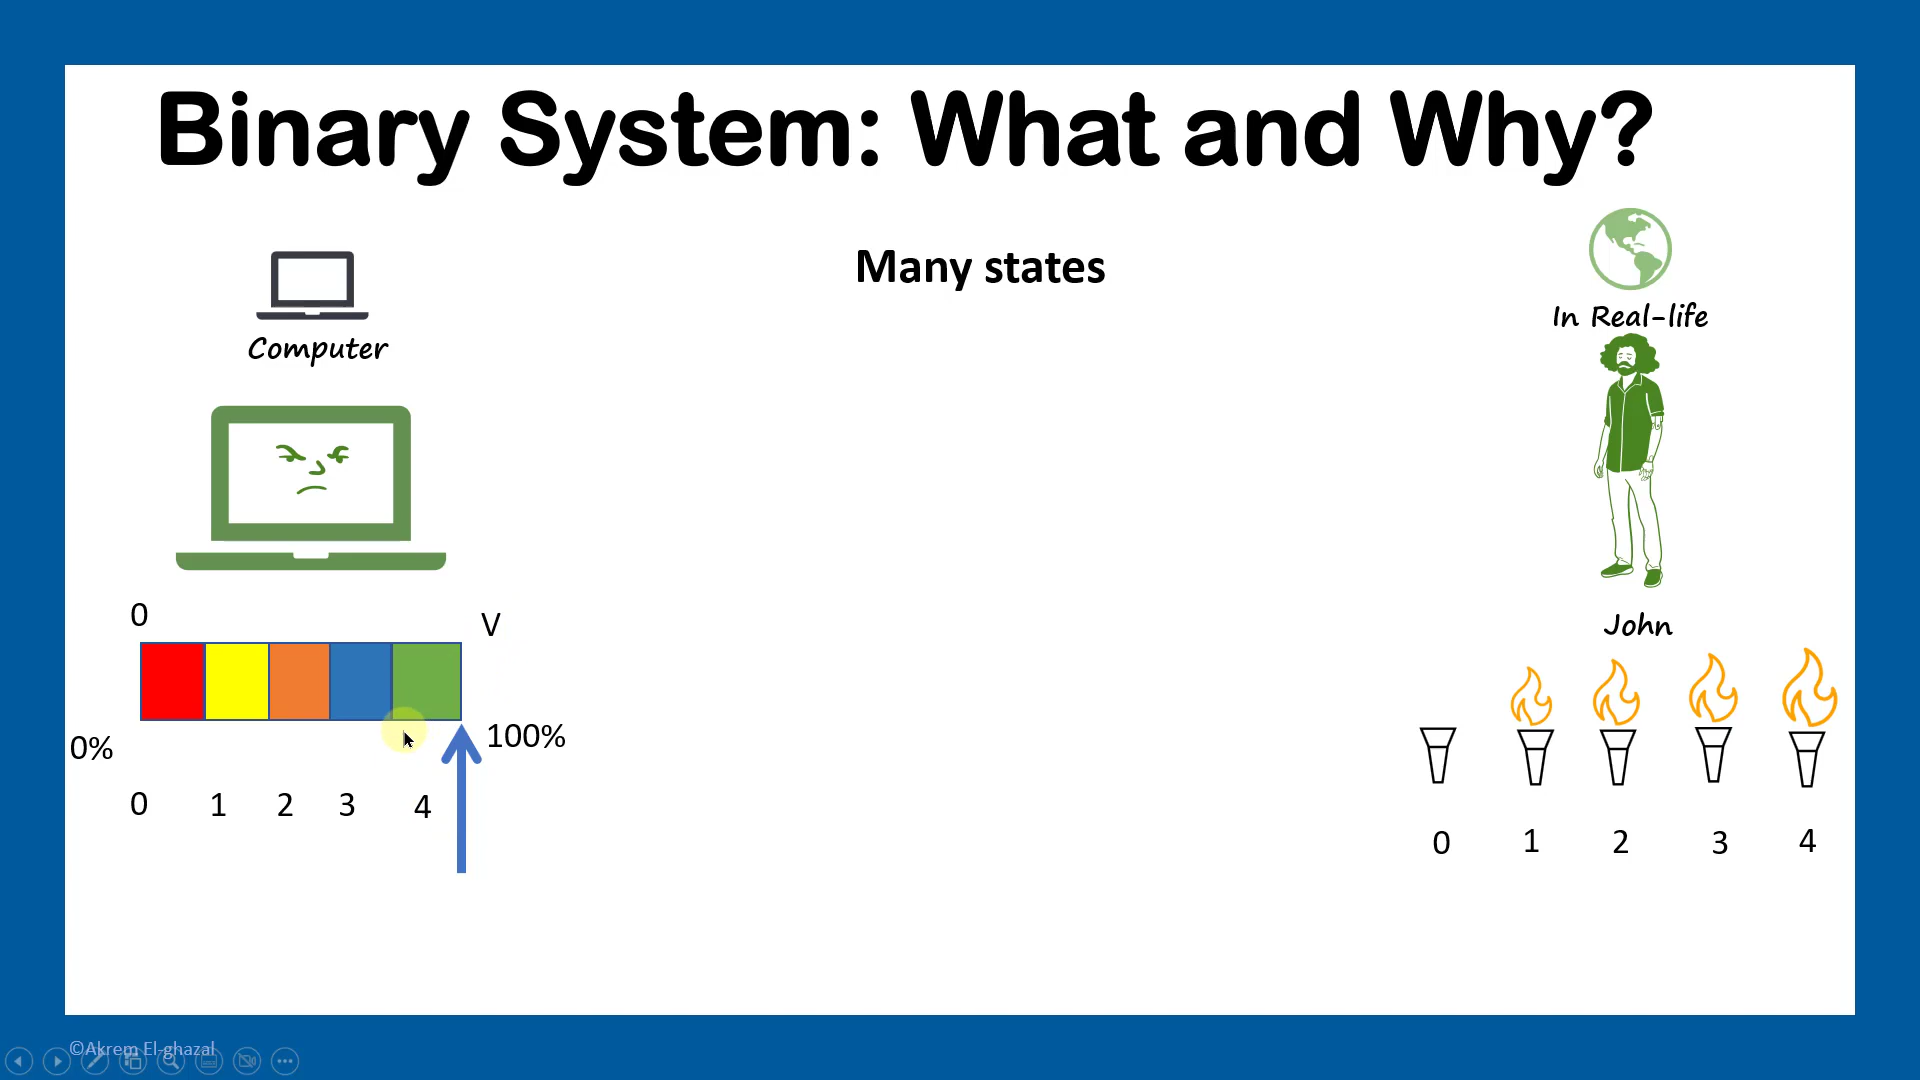 Binary System: What and Why?
Many states
Computer
In Real-life
John
0
V
0%
100%
0 1 2 3 4
0 1 2 3 4
©Akrem El-ghazal